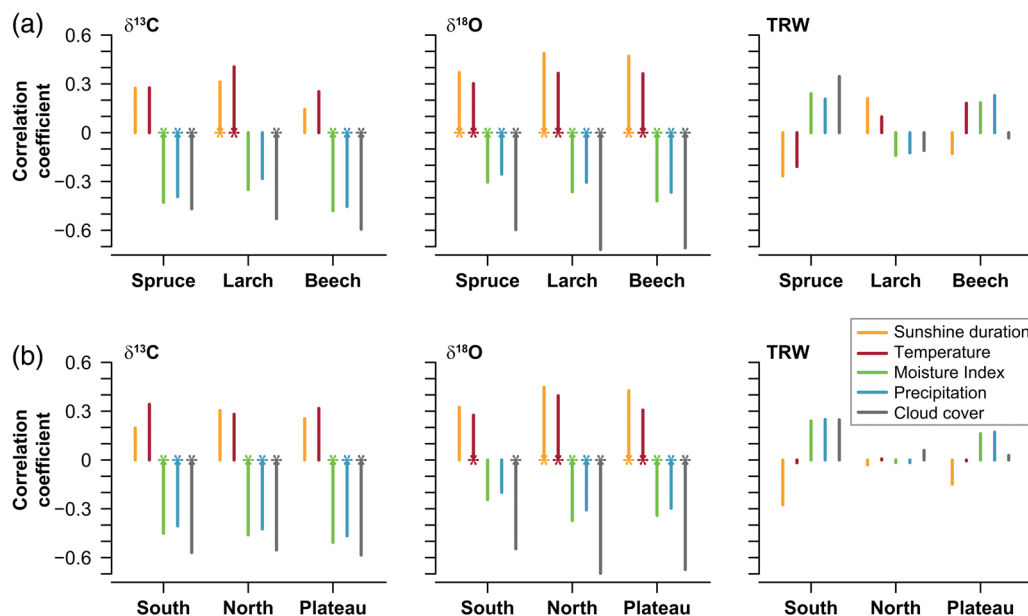 (a)
δ¹³C
δ¹⁸O
TRW
Correlation
coefficient
0.6
0.3
0
−0.3
−0.6
Spruce Larch Beech
Spruce Larch Beech
Spruce Larch Beech
(b)
δ¹³C
δ¹⁸O
TRW
Sunshine duration
Temperature
Moisture Index
Precipitation
Cloud cover
Correlation
coefficient
0.6
0.3
0
−0.3
−0.6
South North Plateau
South North Plateau
South North Plateau